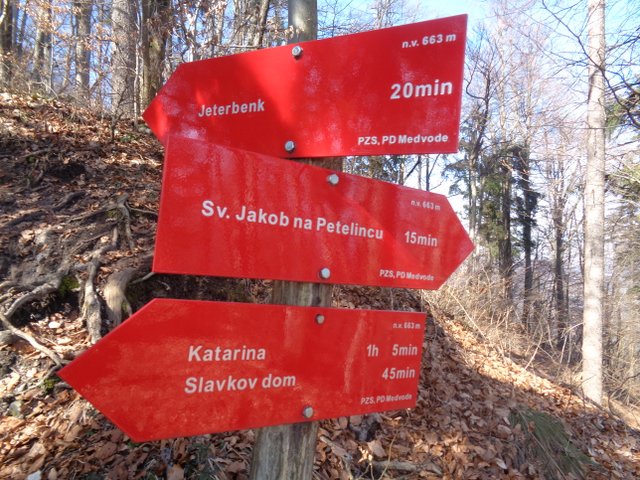 n.v. 663 m
Jeterbenk 20min
PZS, PD Medvode
n.v. 663 m
Sv. Jakob na Petelincu 15min
PZS, PD Medvode
n.v. 663 m
Katarina 1h 5min
Slavkov dom 45min
PZS, PD Medvode